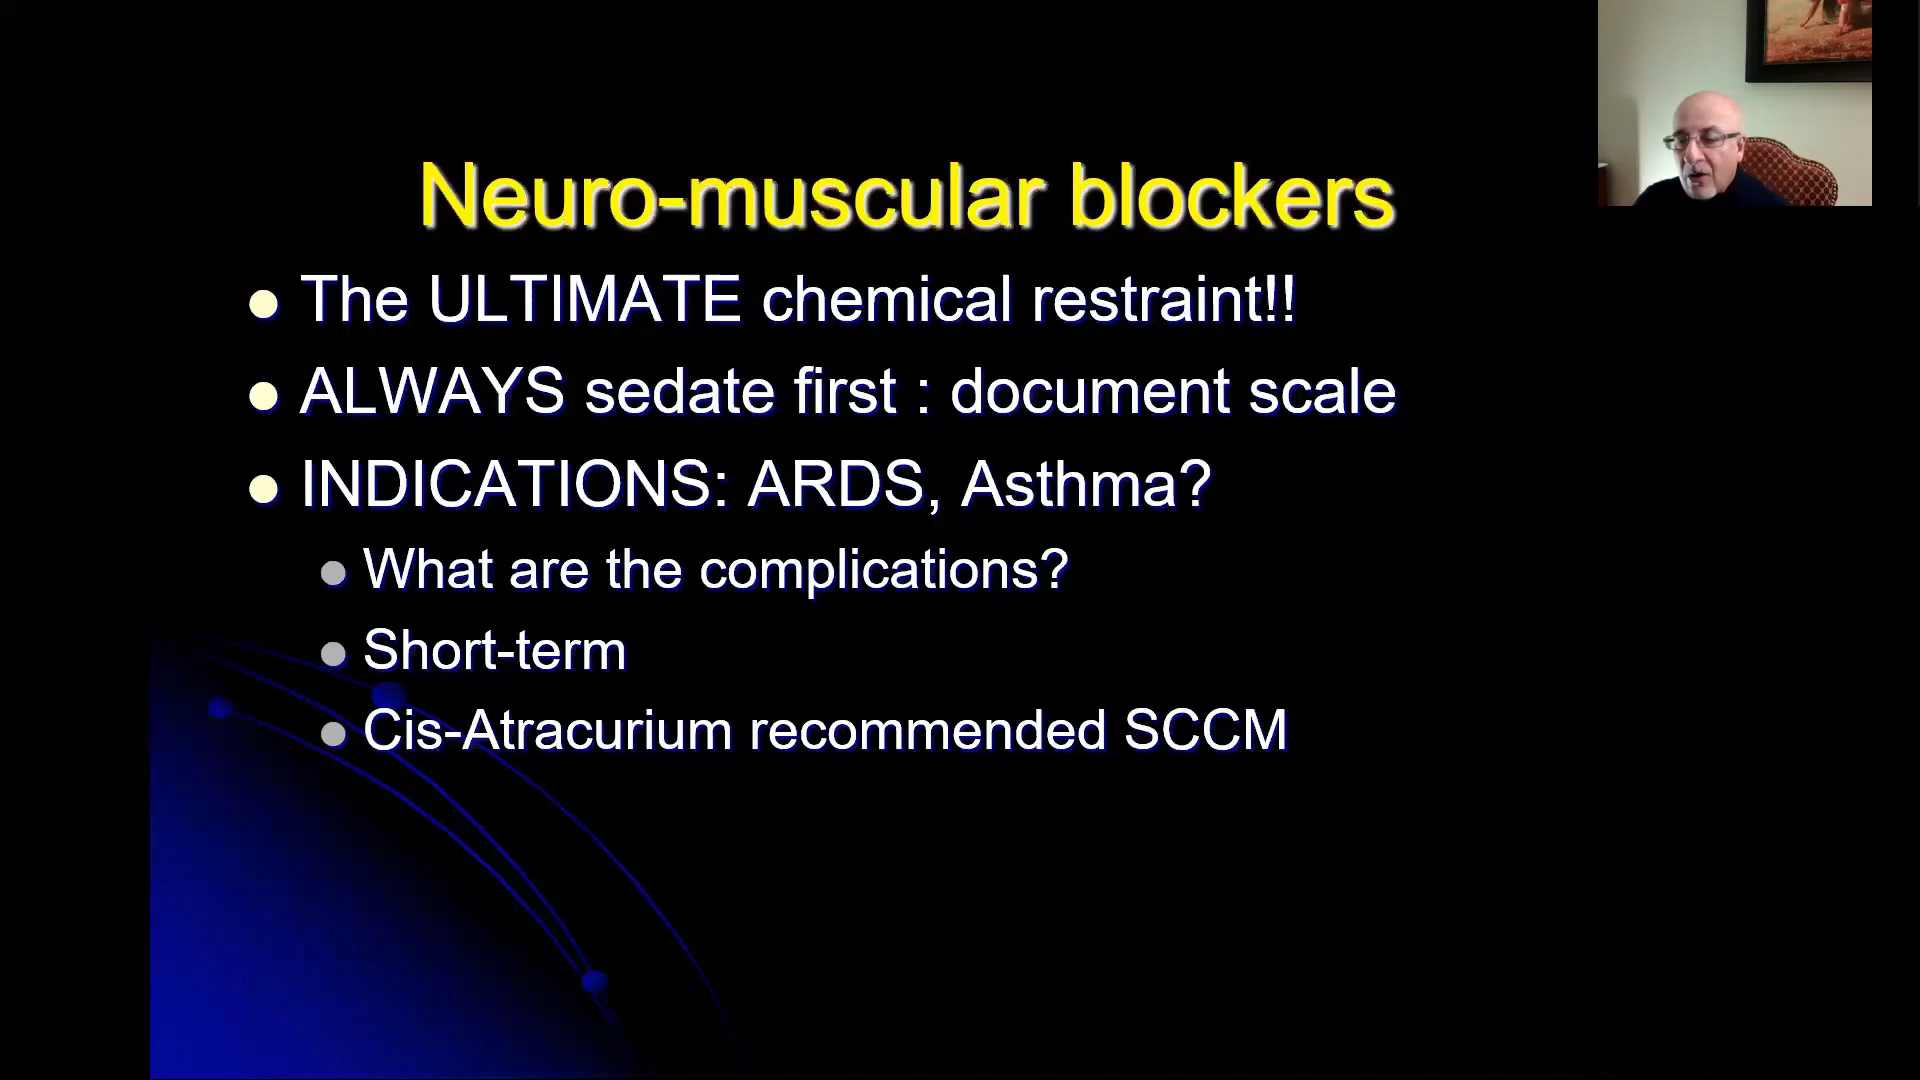 Neuro-muscular blockers
The ULTIMATE chemical restraint!!
ALWAYS sedate first : document scale
INDICATIONS: ARDS, Asthma?
What are the complications?
Short-term
Cis-Atracurium recommended SCCM